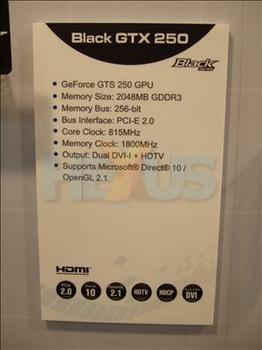 Black GTX 250
Black
• GeForce GTS 250 GPU
• Memory Size: 2048MB GDDR3
• Memory Bus: 256-bit
• Bus Interface: PCI-E 2.0
• Core Clock: 815MHz
• Memory Clock: 1800MHz
• Output: Dual DVI-I + HDTV
• Supports Microsoft® Direct® 10 /
OpenGL 2.1
HEXUS
HDMI
PCIe 2.0
10
2.1
HDTV
HDCP
DVI